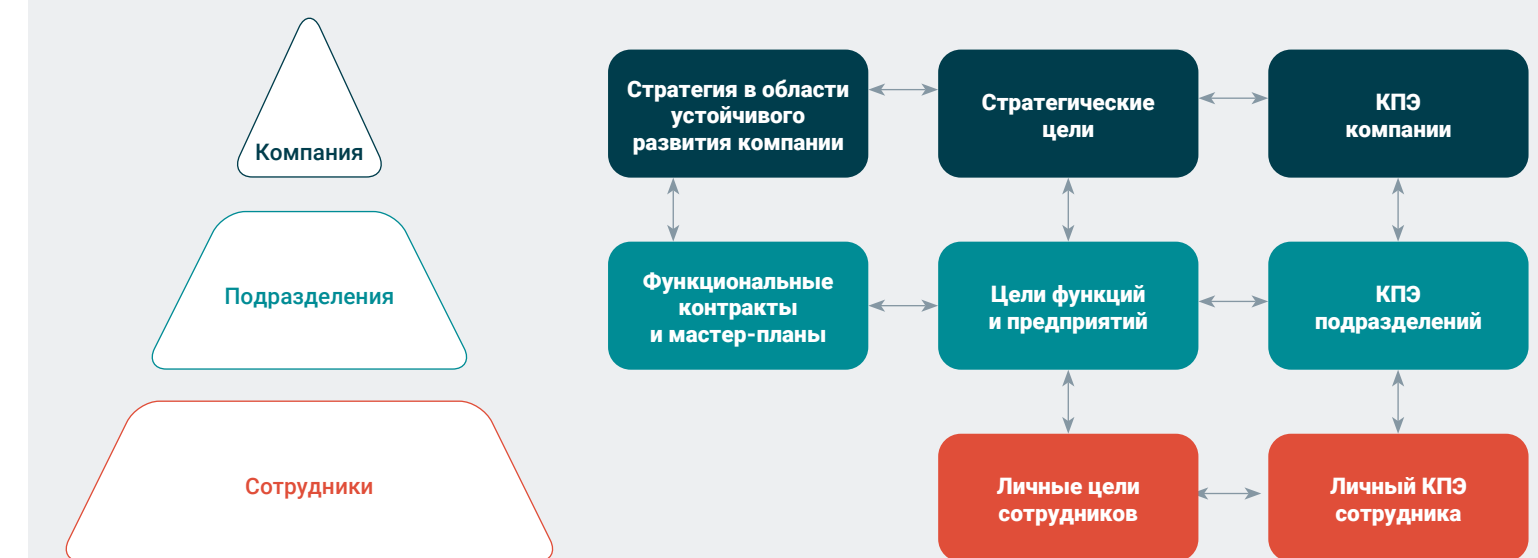 Компания
Стратегия в области
устойчивого
развития компании
Стратегические
цели
КПЭ
компании
Подразделения
Функциональные
контракты
и мастер-планы
Цели функций
и предприятий
КПЭ
подразделений
Сотрудники
Личные цели
сотрудников
Личный КПЭ
сотрудника